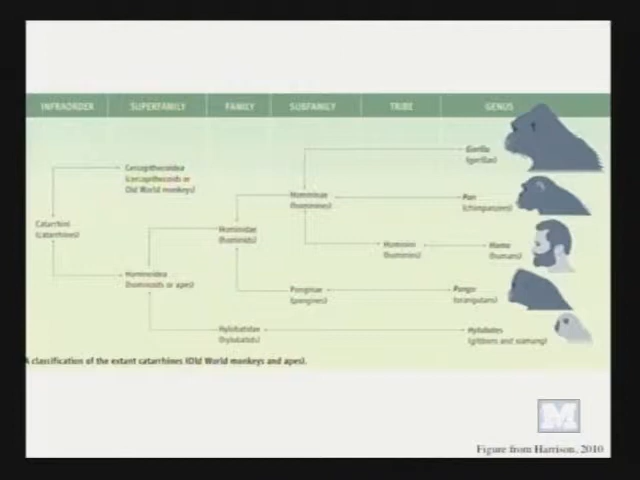 INFRAORDER SUPERFAMILY FAMILY SUBFAMILY TRIBE GENUS
Gorilla
(gorillas)
Cercopithecoidea
(cercopithecoids or
Old World monkeys)
Homininae
(hominines)
Pan
(chimpanzees)
Catarrhini
(catarrhines)
Hominidae
(hominids)
Hominini
(hominins)
Homo
(humans)
Hominoidea
(hominoids or apes)
Ponginae
(pongines)
Pongo
(orangutans)
Hylobatidae
(hylobatids)
Hylobates
(gibbons and siamang)
A classification of the extant catarrhines (Old World monkeys and apes).
M
Figure from Harrison, 2010